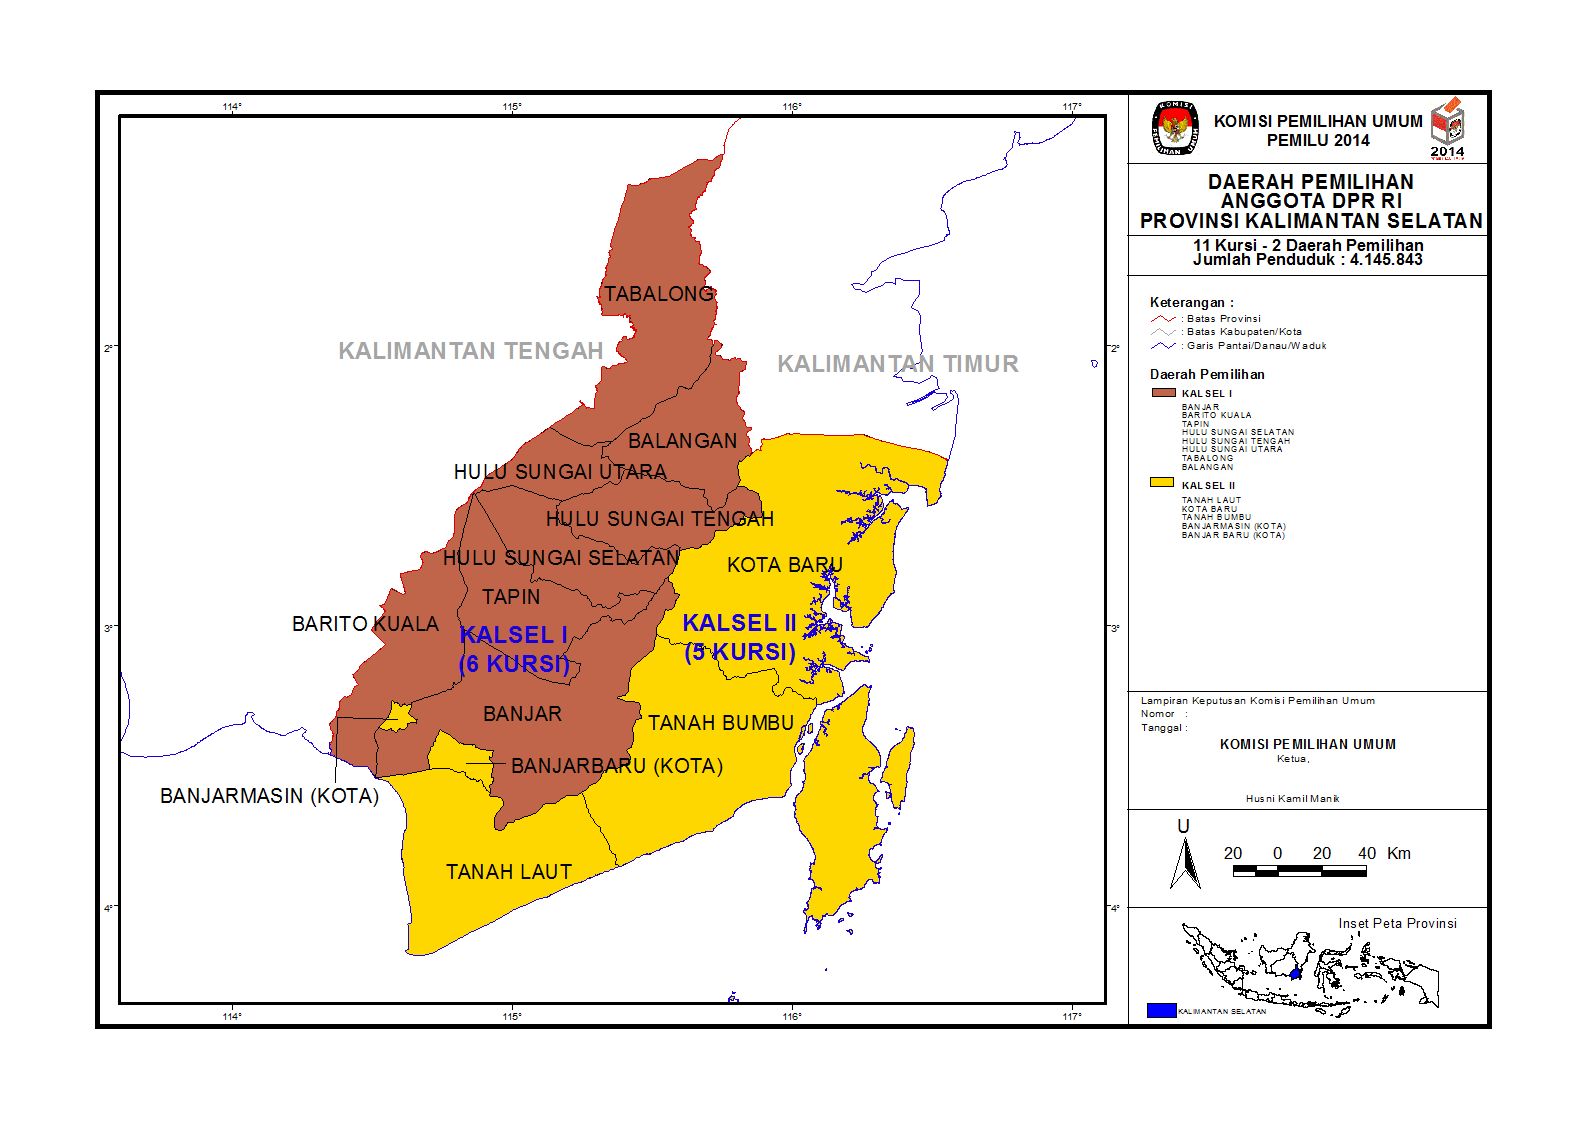 114°
115°
116°
117°
2°
2°
3°
3°
4°
4°
114°
115°
116°
117°
TABALONG
KALIMANTAN TENGAH
KALIMANTAN TIMUR
BALANGAN
HULU SUNGAI UTARA
HULU SUNGAI TENGAH
HULU SUNGAI SELATAN
KOTA BARU
TAPIN
BARITO KUALA
KALSEL I
(6 KURSI)
KALSEL II
(5 KURSI)
BANJAR
TANAH BUMBU
BANJARBARU (KOTA)
BANJARMASIN (KOTA)
TANAH LAUT
KOMISI PEMILIHAN UMUM
KOMISI PEMILIHAN UMUM
PEMILU 2014
2014
DAERAH PEMILIHAN
ANGGOTA DPR RI
PROVINSI KALIMANTAN SELATAN
11 Kursi - 2 Daerah Pemilihan
Jumlah Penduduk : 4.145.843
Keterangan :
: Batas Provinsi
: Batas Kabupaten/Kota
: Garis Pantai/Danau/Waduk
Daerah Pemilihan
KALSEL I
BANJAR
BARITO KUALA
TAPIN
HULU SUNGAI SELATAN
HULU SUNGAI TENGAH
HULU SUNGAI UTARA
TABALONG
BALANGAN
KALSEL II
TANAH LAUT
KOTA BARU
TANAH BUMBU
BANJARMASIN (KOTA)
BANJAR BARU (KOTA)
Lampiran Keputusan Komisi Pemilihan Umum
Nomor :
Tanggal :
KOMISI PEMILIHAN UMUM
Ketua,
Husni Kamil Manik
U
20 0 20 40 Km
Inset Peta Provinsi
KALIMANTAN SELATAN